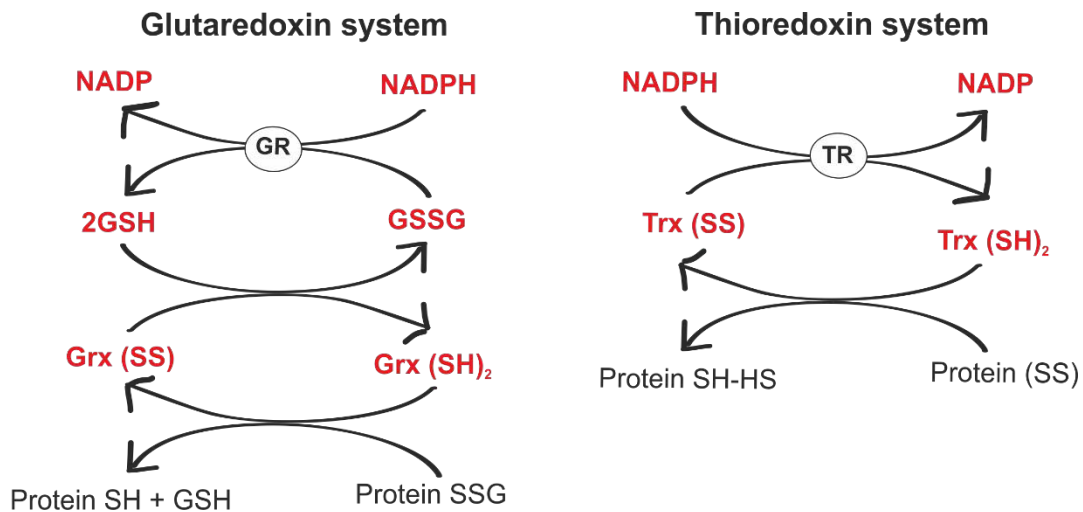 Glutaredoxin system
NADP
NADPH
GR
2GSH
GSSG
Grx (SS)
Grx (SH)₂
Protein SH + GSH
Protein SSG
Thioredoxin system
NADPH
NADP
TR
Trx (SS)
Trx (SH)₂
Protein SH-HS
Protein (SS)